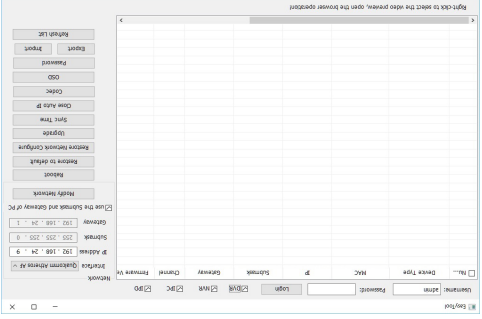 EasyTool
Username: admin Password: Login DVR NVR IPC IPD
Nu... Device Type MAC IP Submask Gateway Channel Firmware Ve
Network
Interface Qualcomm Atheros AR
IP Address 192 . 168 . 24 . 9
Submask 255 . 255 . 255 . 0
Gateway 192 . 168 . 24 . 1
use the Submask and Gateway of PC
Modify Network
Reboot
Restore to default
Restore Network Configure
Upgrade
Sync Time
Close Auto IP
Codec
OSD
Password
Export Import
Refresh List
Right-click to select the video preview, open the browser operation!